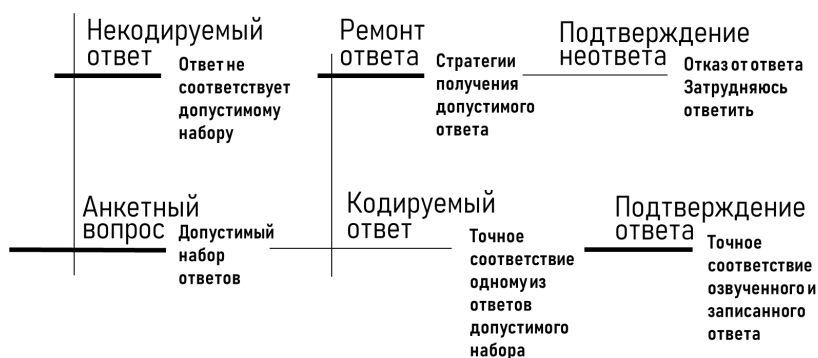 Некодируемый
ответ
Ответ не
соответствует
допустимому
набору
Ремонт
ответа
Стратегии
получения
допустимого
ответа
Подтверждение
неответа
Отказ от ответа
Затрудняюсь
ответить
Анкетный
вопрос
Допустимый
набор
ответов
Кодируемый
ответ
Точное
соответствие
одному из
ответов
допустимого
набора
Подтверждение
ответа
Точное
соответствие
озвученного и
записанного
ответа